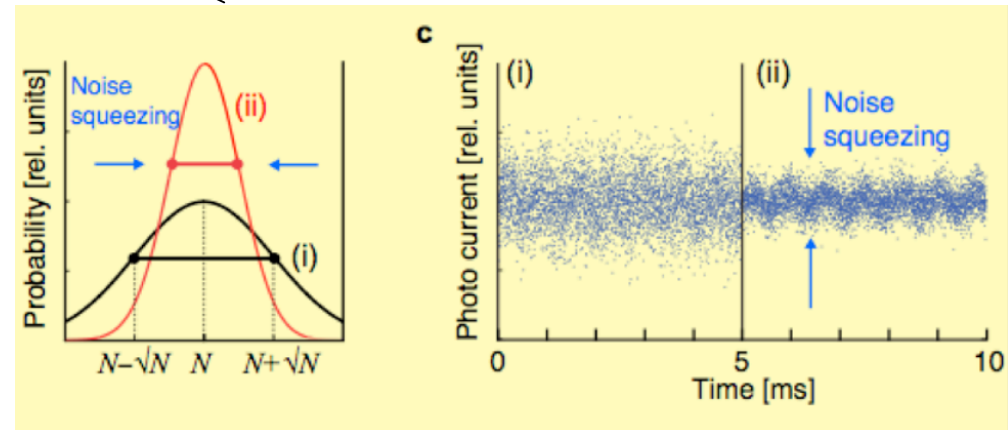 Probability [rel. units]
Noise
squeezing
(ii)
(i)
N–√N N N+√N
c
Photo current [rel. units]
(i)
(ii)
Noise
squeezing
0 5 10
Time [ms]